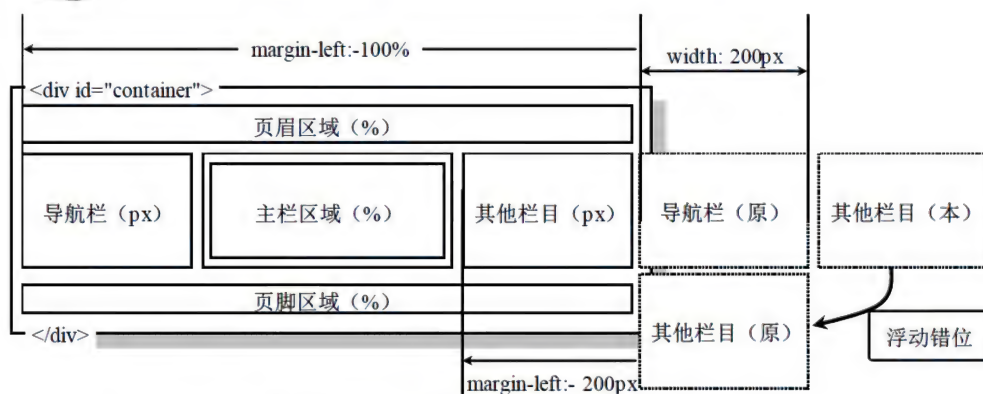 margin-left:-100%
width: 200px
<div id="container">
页眉区域（%）
导航栏（px）
主栏区域（%）
其他栏目（px）
导航栏（原）
其他栏目（本）
页脚区域（%）
</div>
其他栏目（原）
浮动错位
margin-left:- 200px